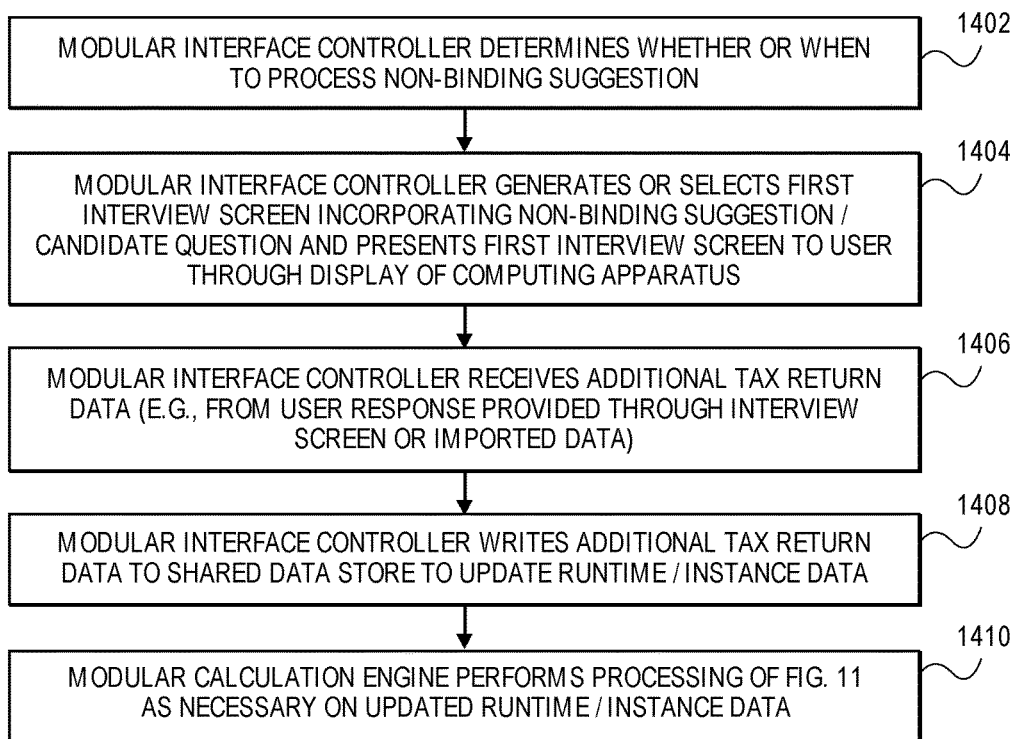 1402
MODULAR INTERFACE CONTROLLER DETERMINES WHETHER OR WHEN
TO PROCESS NON-BINDING SUGGESTION
1404
MODULAR INTERFACE CONTROLLER GENERATES OR SELECTS FIRST
INTERVIEW SCREEN INCORPORATING NON-BINDING SUGGESTION /
CANDIDATE QUESTION AND PRESENTS FIRST INTERVIEW SCREEN TO USER
THROUGH DISPLAY OF COMPUTING APPARATUS
1406
MODULAR INTERFACE CONTROLLER RECEIVES ADDITIONAL TAX RETURN
DATA (E.G., FROM USER RESPONSE PROVIDED THROUGH INTERVIEW
SCREEN OR IMPORTED DATA)
1408
MODULAR INTERFACE CONTROLLER WRITES ADDITIONAL TAX RETURN
DATA TO SHARED DATA STORE TO UPDATE RUNTIME / INSTANCE DATA
1410
MODULAR CALCULATION ENGINE PERFORMS PROCESSING OF FIG. 11
AS NECESSARY ON UPDATED RUNTIME / INSTANCE DATA